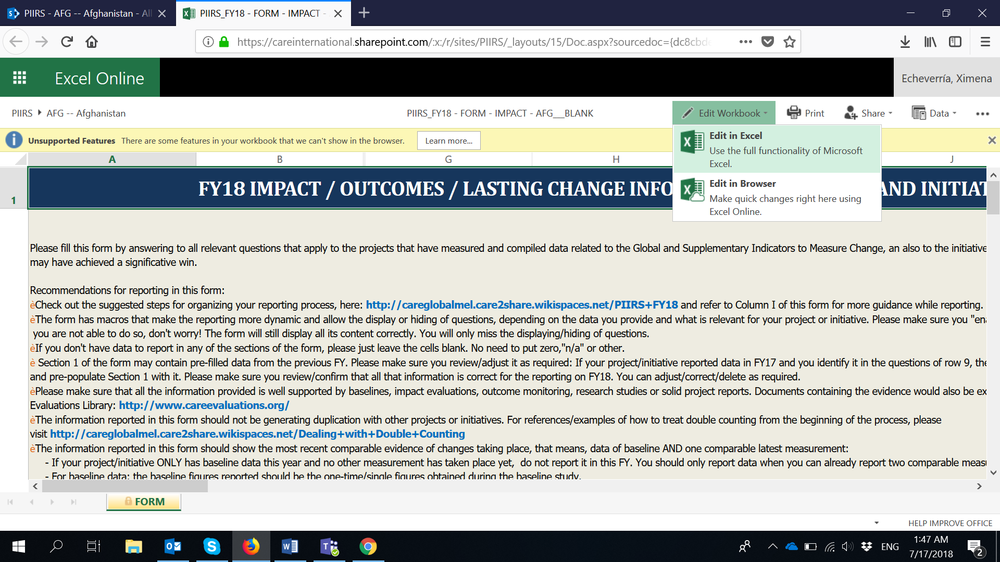 PIIRS - AFG -- Afghanistan - All
PIIRS_FY18 - FORM - IMPACT -
https://careinternational.sharepoint.com/:x:/r/sites/PIIRS/_layouts/15/Doc.aspx?sourcedoc={dc8cbde
Excel Online
Echeverría, Ximena
PIIRS AFG -- Afghanistan
PIIRS_FY18 - FORM - IMPACT - AFG__BLANK
Edit Workbook
Print
Share
Data
Unsupported Features There are some features in your workbook that we can't show in the browser.
Learn more...
Edit in Excel
Use the full functionality of Microsoft
Excel.
Edit in Browser
Make quick changes right here using
Excel Online.
A B G H J
1
FY18 IMPACT / OUTCOMES / LASTING CHANGE INFO AND INITIAT
Please fill this form by answering to all relevant questions that apply to the projects that have measured and compiled data related to the Global and Supplementary Indicators to Measure Change, an also to the initiative
may have achieved a significative win.
Recommendations for reporting in this form:
èCheck out the suggested steps for organizing your reporting process, here: http://careglobalmel.care2share.wikispaces.net/PIIRS+FY18 and refer to Column I of this form for more guidance while reporting.
èThe form has macros that make the reporting more dynamic and allow the display or hiding of questions, depending on the data you provide and what is relevant for your project or initiative. Please make sure you "ena
you are not able to do so, don't worry! The form will still display all its content correctly. You will only miss the displaying/hiding of questions.
èIf you don't have data to report in any of the sections of the form, please just leave the cells blank. No need to put zero,"n/a" or other.
è Section 1 of the form may contain pre-filled data from the previous FY. Please make sure you review/adjust it as required: If your project/initiative reported data in FY17 and you identify it in the questions of row 9, the
and pre-populate Section 1 with it. Please make sure you review/confirm that all that information is correct for the reporting on FY18. You can adjust/correct/delete as required.
èPlease make sure that all the information provided is well supported by baselines, impact evaluations, outcome monitoring, research studies or solid project reports. Documents containing the evidence would also be ex
Evaluations Library: http://www.careevaluations.org/
èThe information reported in this form should not be generating duplication with other projects or initiatives. For references/examples of how to treat double counting from the beginning of the process, please
visit http://careglobalmel.care2share.wikispaces.net/Dealing+with+Double+Counting
èThe information reported in this form should show the most recent comparable evidence of changes taking place, that means, data of baseline AND one comparable latest measurement:
- If your project/initiative ONLY has baseline data this year and no other measurement has taken place yet, do not report it in this FY. You should only report data when you can already report two comparable measu
- For baseline data: the baseline figures reported should be the one-time/single figures obtained during the baseline study.
FORM
HELP IMPROVE OFFICE
ENG
1:47 AM
7/17/2018
2